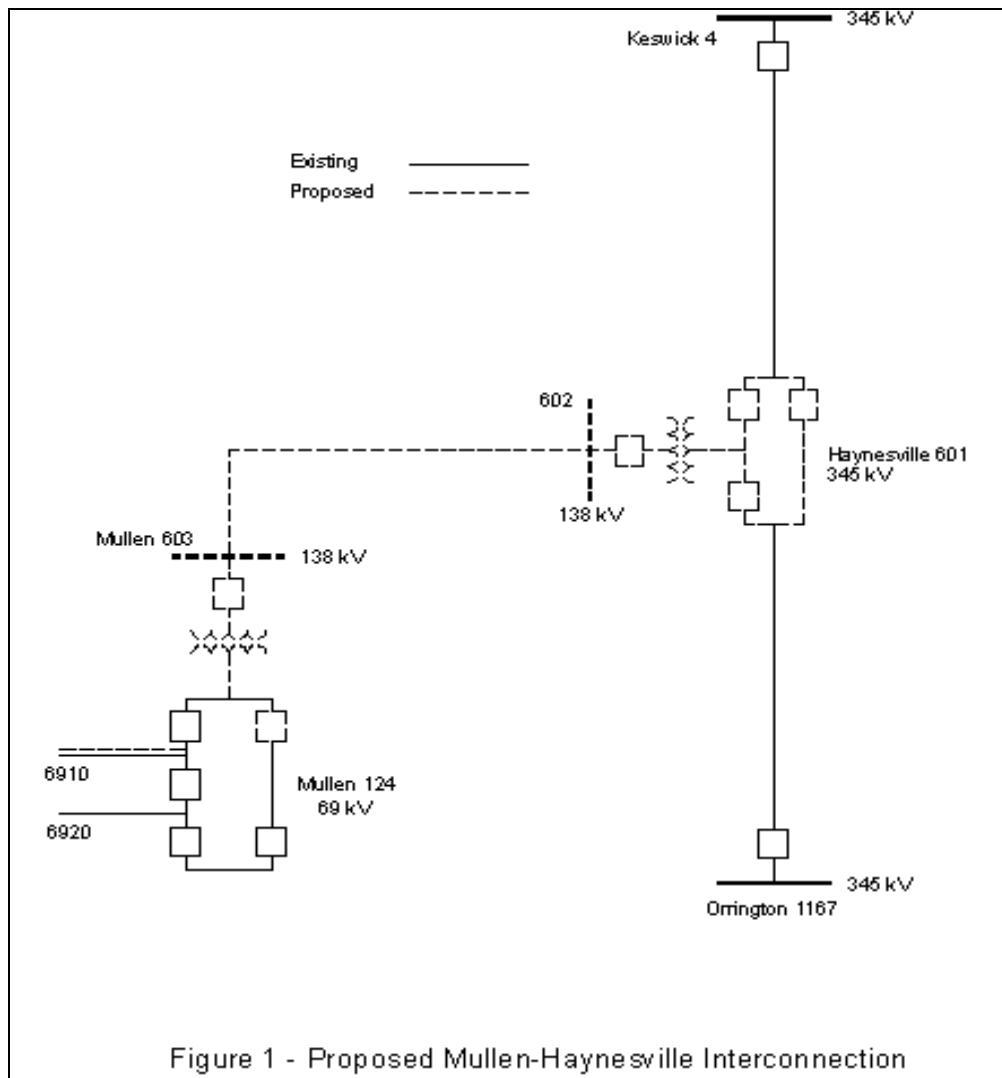 345 kV
Keswick 4
Existing
Proposed
602
Haynesville 601
345 kV
138 kV
Mullen 603
138 kV
6910
Mullen 124
69 kV
6920
345 kV
Orrington 1167
Figure 1 - Proposed Mullen-Haynesville Interconnection